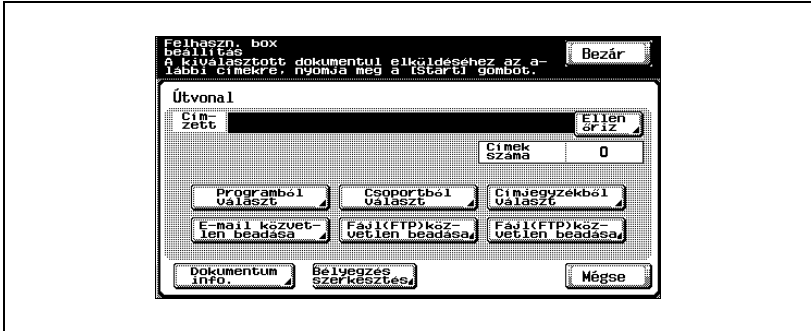 Felhaszn. box
beállítás
A kiválasztott dokumentul elküldéséhez az a-
lábbi címekre, nyomja meg a [Start] gombot.
Bezár
Útvonal
Cím-
zett
Ellen
őriz
Címek
száma
0
Programból
választ
Csoportból
választ
Címjegyzékből
választ
E-mail közvet-
len beadása
Fájl(FTP)köz-
vetlen beadása
Fájl(FTP)köz-
vetlen beadása
Dokumentum
info.
Bélyegzés
szerkesztés
Mégse